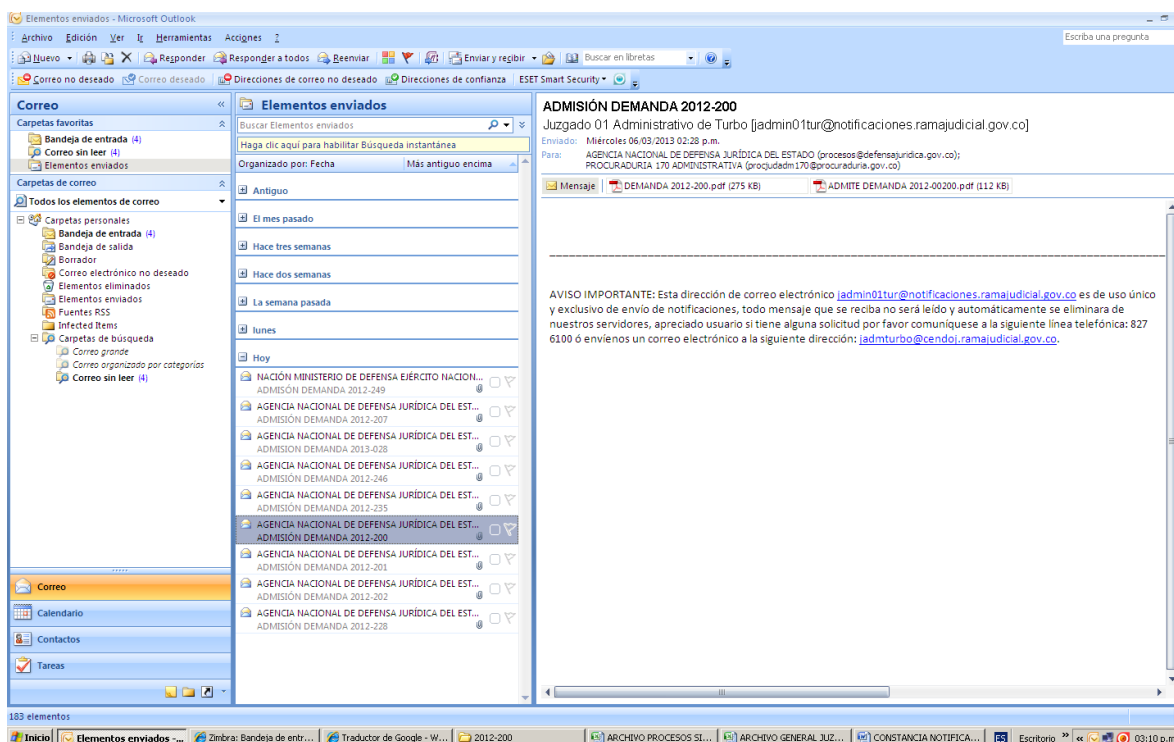 Elementos enviados - Microsoft Outlook
Archivo Edición Ver Ir Herramientas Acciones ?
Escriba una pregunta
Nuevo Responder Responder a todos Reenviar Enviar y recibir Buscar en libretas
Correo no deseado Correo deseado Direcciones de correo no deseado Direcciones de confianza ESET Smart Security
Correo
Carpetas favoritas
Bandeja de entrada (4)
Correo sin leer (4)
Elementos enviados
Carpetas de correo
Todos los elementos de correo
Carpetas personales
Bandeja de entrada (4)
Bandeja de salida
Borrador
Correo electrónico no deseado
Elementos eliminados
Elementos enviados
Fuentes RSS
Infected Items
Carpetas de búsqueda
Correo grande
Correo organizado por categorías
Correo sin leer (4)
Correo
Calendario
Contactos
Tareas
Elementos enviados
Buscar Elementos enviados
Haga clic aquí para habilitar Búsqueda instantánea
Organizado por: Fecha Más antiguo encima
Antiguo
El mes pasado
Hace tres semanas
Hace dos semanas
La semana pasada
lunes
Hoy
NACIÓN MINISTERIO DE DEFENSA EJÉRCITO NACION...
ADMISÓN DEMANDA 2012-249
AGENCIA NACIONAL DE DEFENSA JURÍDICA DEL EST...
ADMISIÓN DEMANDA 2012-207
AGENCIA NACIONAL DE DEFENSA JURÍDICA DEL EST...
ADMISION DEMANDA 2013-028
AGENCIA NACIONAL DE DEFENSA JURÍDICA DEL EST...
ADMISIÓN DEMANDA 2012-246
AGENCIA NACIONAL DE DEFENSA JURÍDICA DEL EST...
ADMISIÓN DEMANDA 2012-235
AGENCIA NACIONAL DE DEFENSA JURÍDICA DEL EST...
ADMISIÓN DEMANDA 2012-200
AGENCIA NACIONAL DE DEFENSA JURÍDICA DEL EST...
ADMISIÓN DEMANDA 2012-201
AGENCIA NACIONAL DE DEFENSA JURÍDICA DEL EST...
ADMISIÓN DEMANDA 2012-202
AGENCIA NACIONAL DE DEFENSA JURÍDICA DEL EST...
ADMISIÓN DEMANDA 2012-228
ADMISIÓN DEMANDA 2012-200
Juzgado 01 Administrativo de Turbo [jadmin01tur@notificaciones.ramajudicial.gov.co]
Enviado: Miércoles 06/03/2013 02:28 p.m.
Para: AGENCIA NACIONAL DE DEFENSA JURÍDICA DEL ESTADO (procesos@defensajuridica.gov.co);
PROCURADURIA 170 ADMINISTRATIVA (procjudadm170@procuraduria.gov.co)
Mensaje DEMANDA 2012-200.pdf (275 KB) ADMITE DEMANDA 2012-00200.pdf (112 KB)
AVISO IMPORTANTE: Esta dirección de correo electrónico jadmin01tur@notificaciones.ramajudicial.gov.co es de uso único
y exclusivo de envío de notificaciones, todo mensaje que se reciba no será leído y automáticamente se eliminara de
nuestros servidores, apreciado usuario si tiene alguna solicitud por favor comuníquese a la siguiente línea telefónica: 827
6100 ó envíenos un correo electrónico a la siguiente dirección: jadmturbo@cendoj.ramajudicial.gov.co.
183 elementos
Inicio Elementos enviados -... Zimbra: Bandeja de entr... Traductor de Google - W... 2012-200 ARCHIVO PROCESOS SI... ARCHIVO GENERAL JUZ... CONSTANCIA NOTIFICA... ES Escritorio 03:10 p.m.